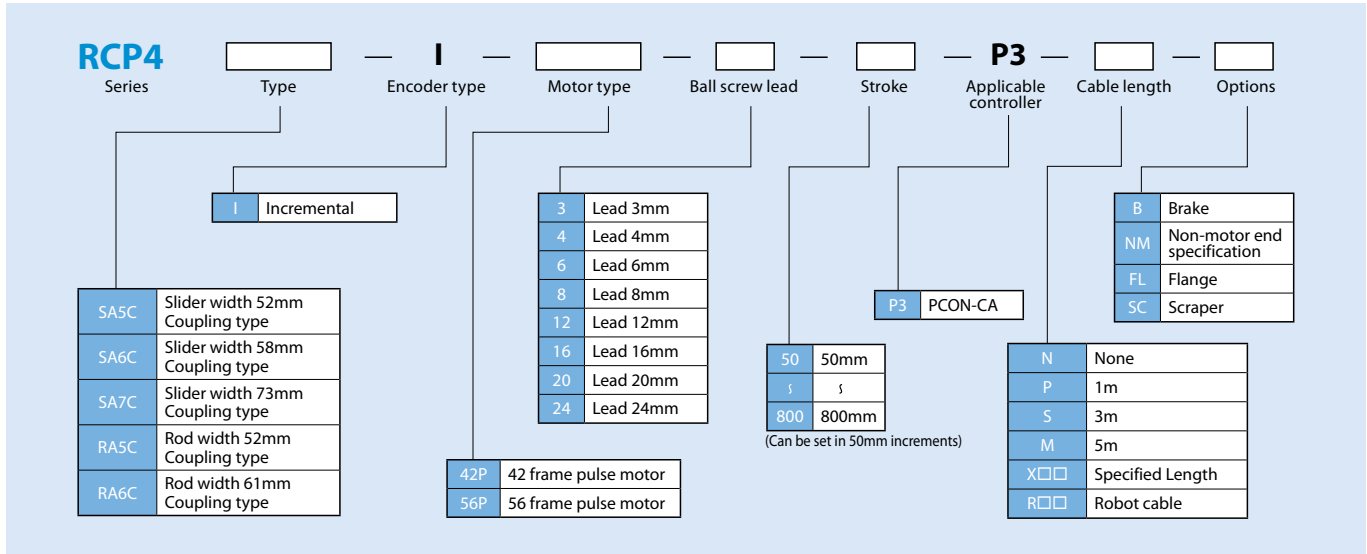 RCP4 — I — — — — P3 — —
Series Type Encoder type Motor type Ball screw lead Stroke Applicable controller Cable length Options
I Incremental
SA5C Slider width 52mm
Coupling type
SA6C Slider width 58mm
Coupling type
SA7C Slider width 73mm
Coupling type
RA5C Rod width 52mm
Coupling type
RA6C Rod width 61mm
Coupling type
42P 42 frame pulse motor
56P 56 frame pulse motor
3 Lead 3mm
4 Lead 4mm
6 Lead 6mm
8 Lead 8mm
12 Lead 12mm
16 Lead 16mm
20 Lead 20mm
24 Lead 24mm
50 50mm
≀ ≀
800 800mm
(Can be set in 50mm increments)
P3 PCON-CA
N None
P 1m
S 3m
M 5m
X□□ Specified Length
R□□ Robot cable
B Brake
NM Non-motor end
specification
FL Flange
SC Scraper